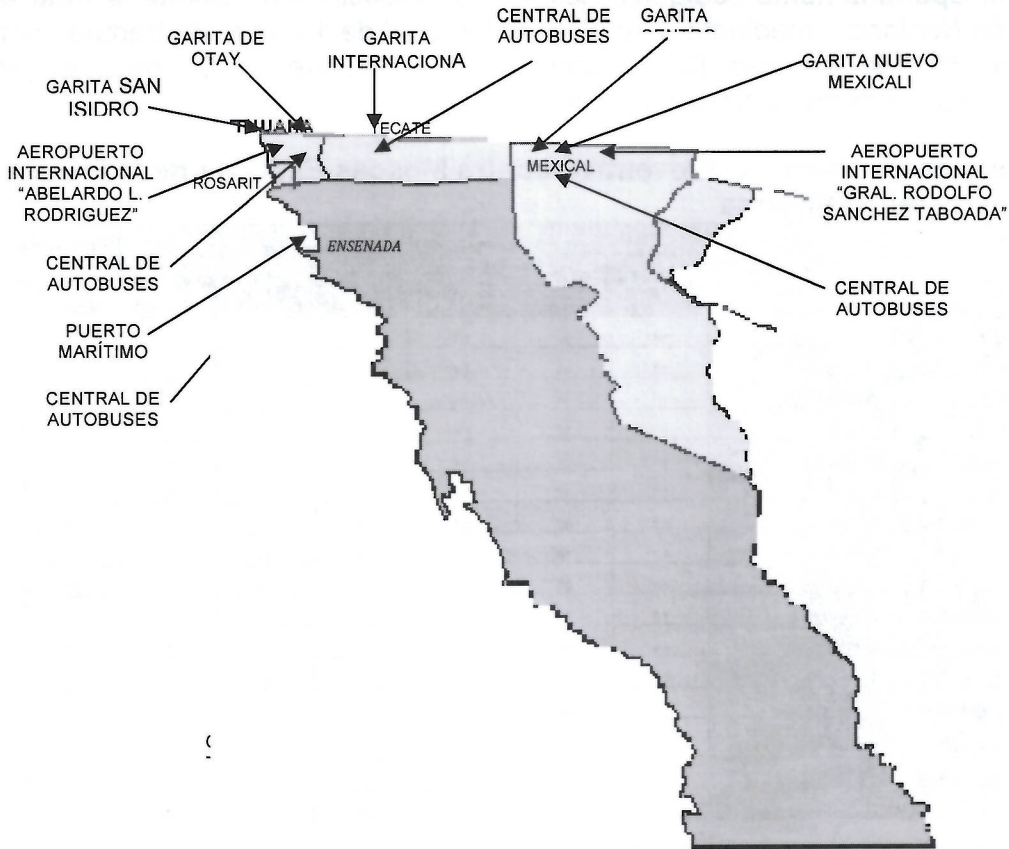 CENTRAL DE
AUTOBUSES
GARITA
GARITA DE
OTAY
GARITA
INTERNACIONA
GARITA NUEVO
MEXICALI
GARITA SAN
ISIDRO
TIJUANA
YECATE
AEROPUERTO
INTERNACIONAL
"ABELARDO L.
RODRIGUEZ"
ROSARIT
MEXICAL
AEROPUERTO
INTERNACIONAL
"GRAL. RODOLFO
SANCHEZ TABOADA"
ENSENADA
CENTRAL DE
AUTOBUSES
CENTRAL DE
AUTOBUSES
PUERTO
MARÍTIMO
CENTRAL DE
AUTOBUSES